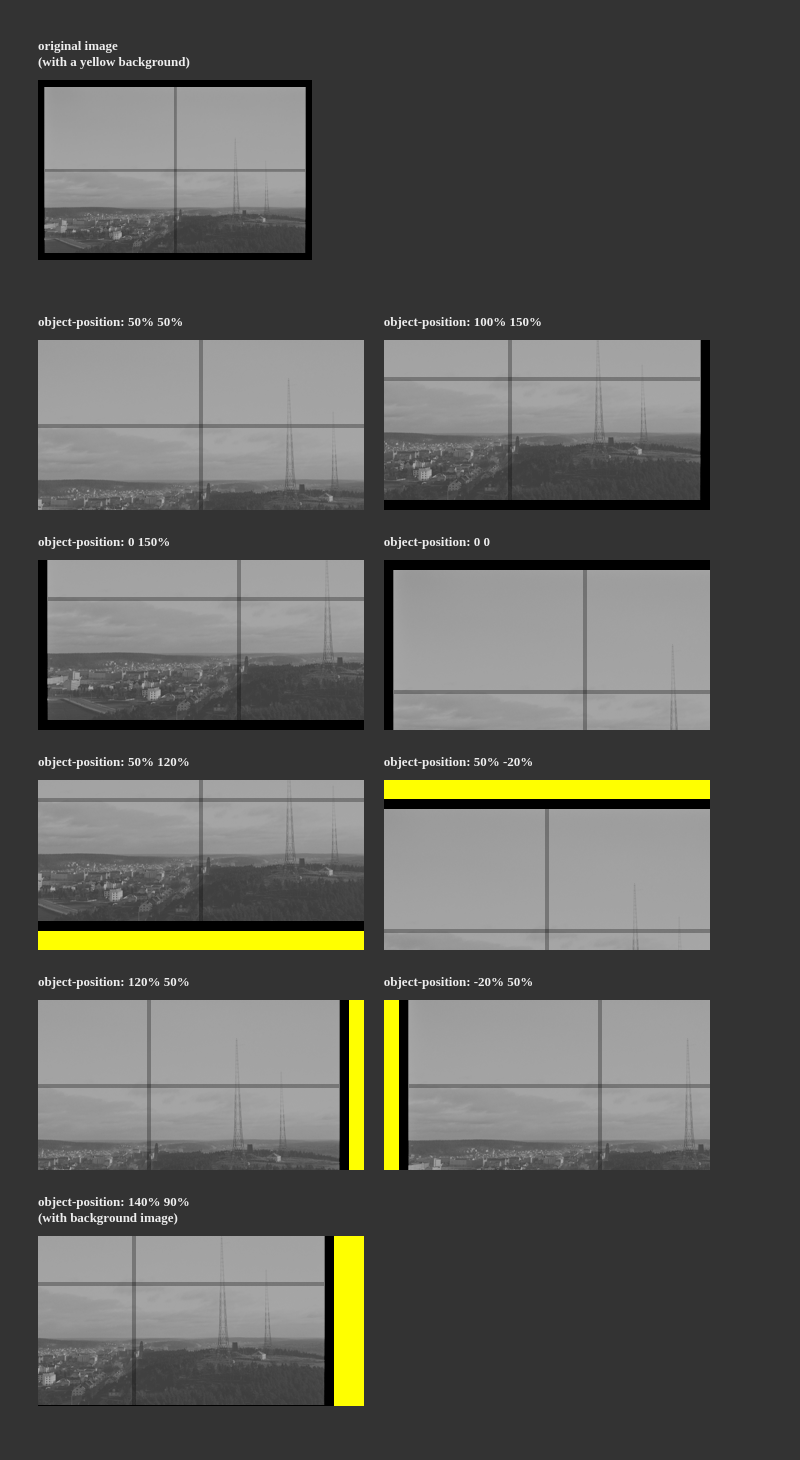 original image
(with a yellow background)
object-position: 50% 50%
object-position: 100% 150%
object-position: 0 150%
object-position: 0 0
object-position: 50% 120%
object-position: 50% -20%
object-position: 120% 50%
object-position: -20% 50%
object-position: 140% 90%
(with background image)